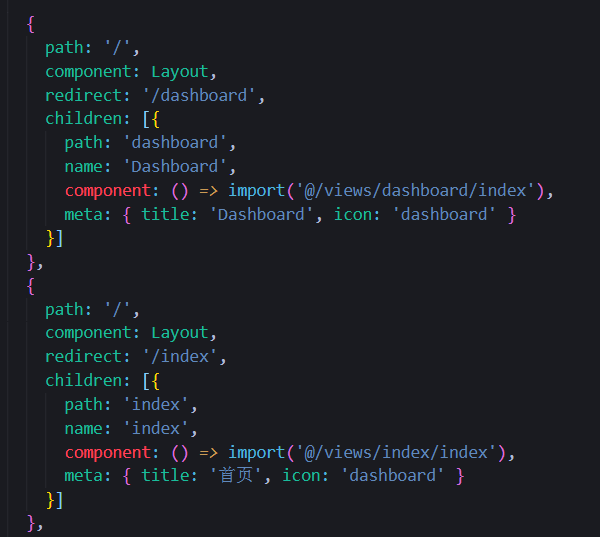 {
path: '/',
component: Layout,
redirect: '/dashboard',
children: [{
path: 'dashboard',
name: 'Dashboard',
component: () => import('@/views/dashboard/index'),
meta: { title: 'Dashboard', icon: 'dashboard' }
}]
},
{
path: '/',
component: Layout,
redirect: '/index',
children: [{
path: 'index',
name: 'index',
component: () => import('@/views/index/index'),
meta: { title: '首页', icon: 'dashboard' }
}]
},